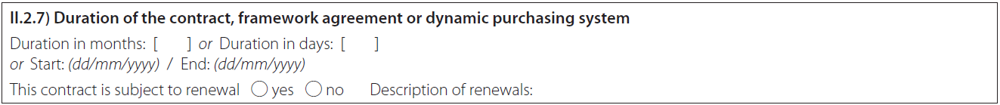 II.2.7) Duration of the contract, framework agreement or dynamic purchasing system
Duration in months: [ ] or Duration in days: [ ]
or Start: (dd/mm/yyyy) / End: (dd/mm/yyyy)
This contract is subject to renewal ○ yes ○ no Description of renewals: